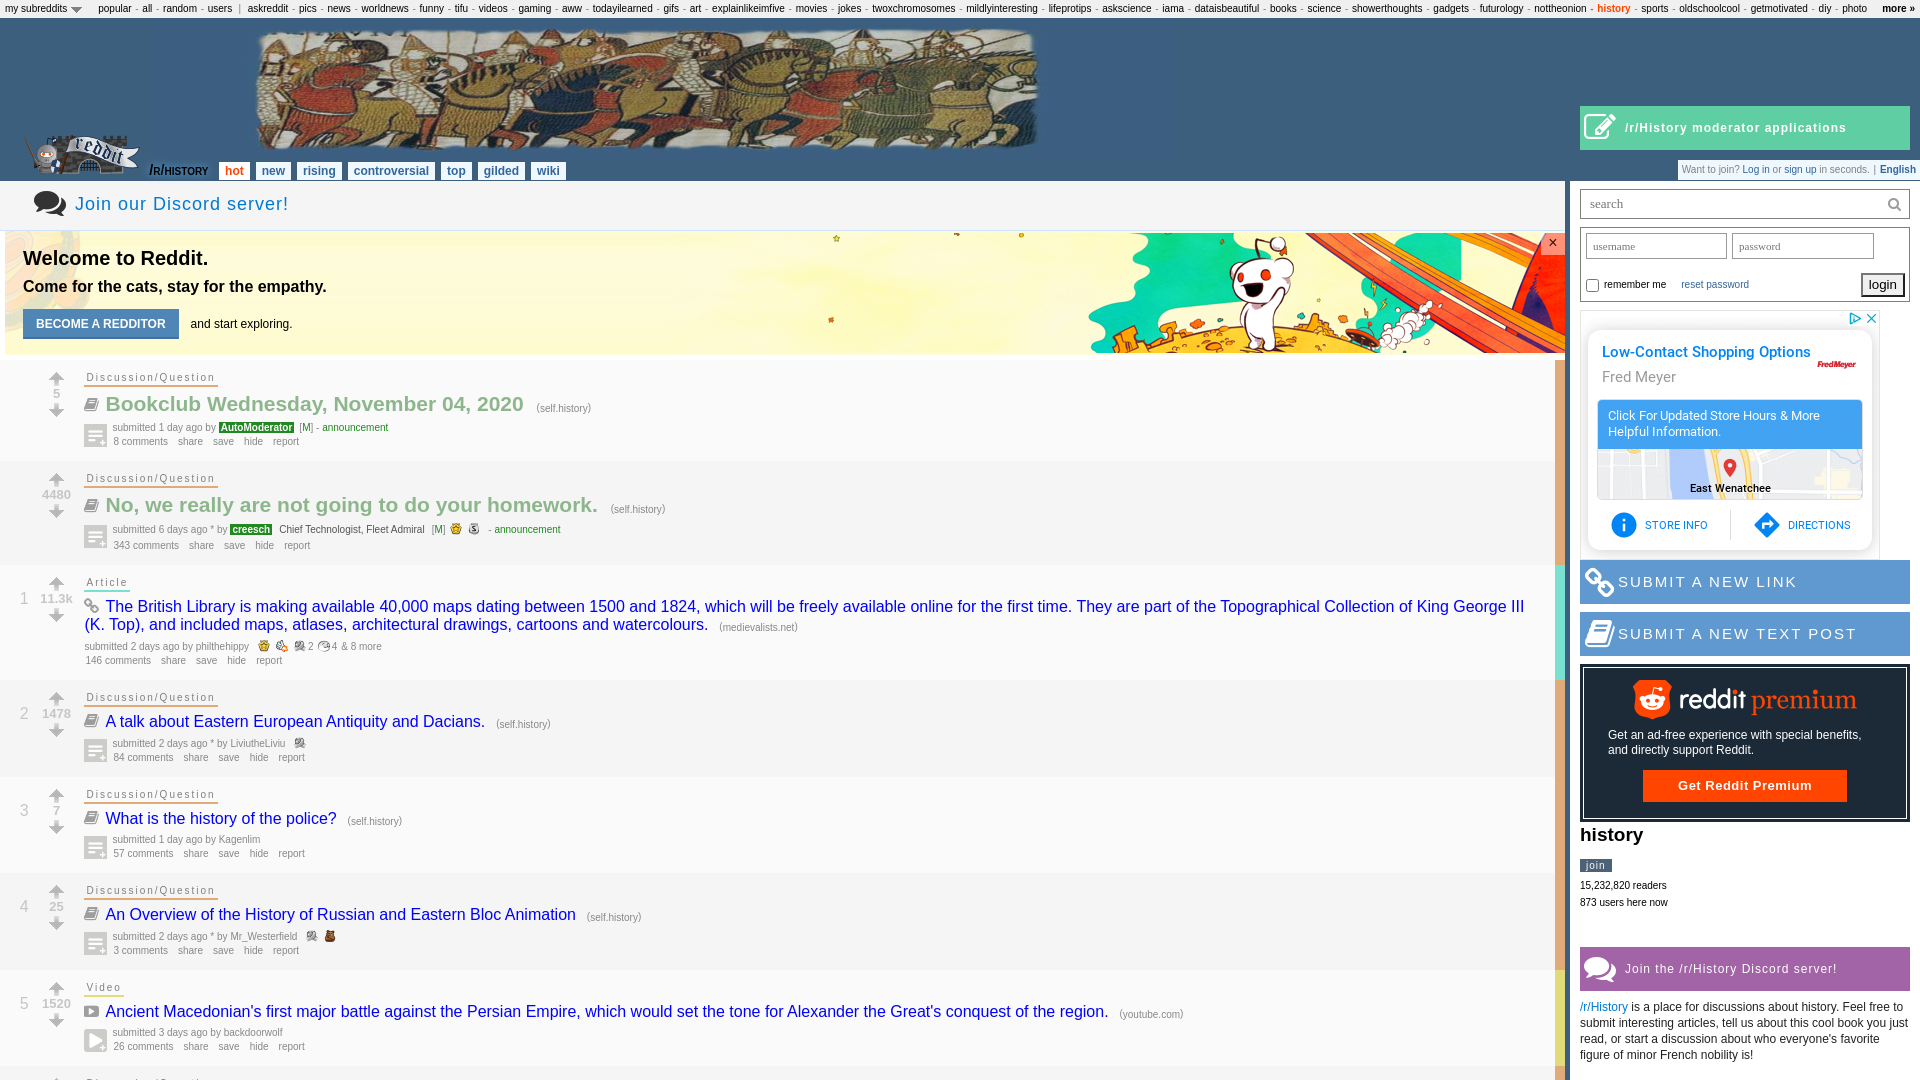 my subreddits popular - all - random - users | askreddit - pics - news - worldnews - funny - tifu - videos - gaming - aww - todayilearned - gifs - art - explainlikeimfive - movies - jokes - twoxchromosomes - mildlyinteresting - lifeprotips - askscience - iama - dataisbeautiful - books - science - showerthoughts - gadgets - futurology - nottheonion - history - sports - oldschoolcool - getmotivated - diy - photo more »
/r/History moderator applications
reddit
/r/history hot new rising controversial top gilded wiki
Want to join? Log in or sign up in seconds. | English
Join our Discord server!
search
Welcome to Reddit.
Come for the cats, stay for the empathy.
BECOME A REDDITOR and start exploring.
×
username password
remember me reset password login
Low-Contact Shopping Options
Fred Meyer
FredMeyer
Click For Updated Store Hours & More
Helpful Information.
East Wenatchee
STORE INFO DIRECTIONS
Discussion/Question
5
Bookclub Wednesday, November 04, 2020 (self.history)
submitted 1 day ago by AutoModerator [M] - announcement
8 comments share save hide report
Discussion/Question
4480
No, we really are not going to do your homework. (self.history)
submitted 6 days ago * by creesch Chief Technologist, Fleet Admiral [M] - announcement
343 comments share save hide report
Article
1 11.3k
The British Library is making available 40,000 maps dating between 1500 and 1824, which will be freely available online for the first time. They are part of the Topographical Collection of King George III
(K. Top), and included maps, atlases, architectural drawings, cartoons and watercolours. (medievalists.net)
submitted 2 days ago by philthehippy 2 4 & 8 more
146 comments share save hide report
Discussion/Question
2 1478
A talk about Eastern European Antiquity and Dacians. (self.history)
submitted 2 days ago * by LiviutheLiviu
84 comments share save hide report
Discussion/Question
3 7
What is the history of the police? (self.history)
submitted 1 day ago by Kagenlim
57 comments share save hide report
Discussion/Question
4 25
An Overview of the History of Russian and Eastern Bloc Animation (self.history)
submitted 2 days ago * by Mr_Westerfield
3 comments share save hide report
Video
5 1520
Ancient Macedonian's first major battle against the Persian Empire, which would set the tone for Alexander the Great's conquest of the region. (youtube.com)
submitted 3 days ago by backdoorwolf
26 comments share save hide report
SUBMIT A NEW LINK
SUBMIT A NEW TEXT POST
reddit premium
Get an ad-free experience with special benefits,
and directly support Reddit.
Get Reddit Premium
history
join
15,232,820 readers
873 users here now
Join the /r/History Discord server!
/r/History is a place for discussions about history. Feel free to
submit interesting articles, tell us about this cool book you just
read, or start a discussion about who everyone's favorite
figure of minor French nobility is!